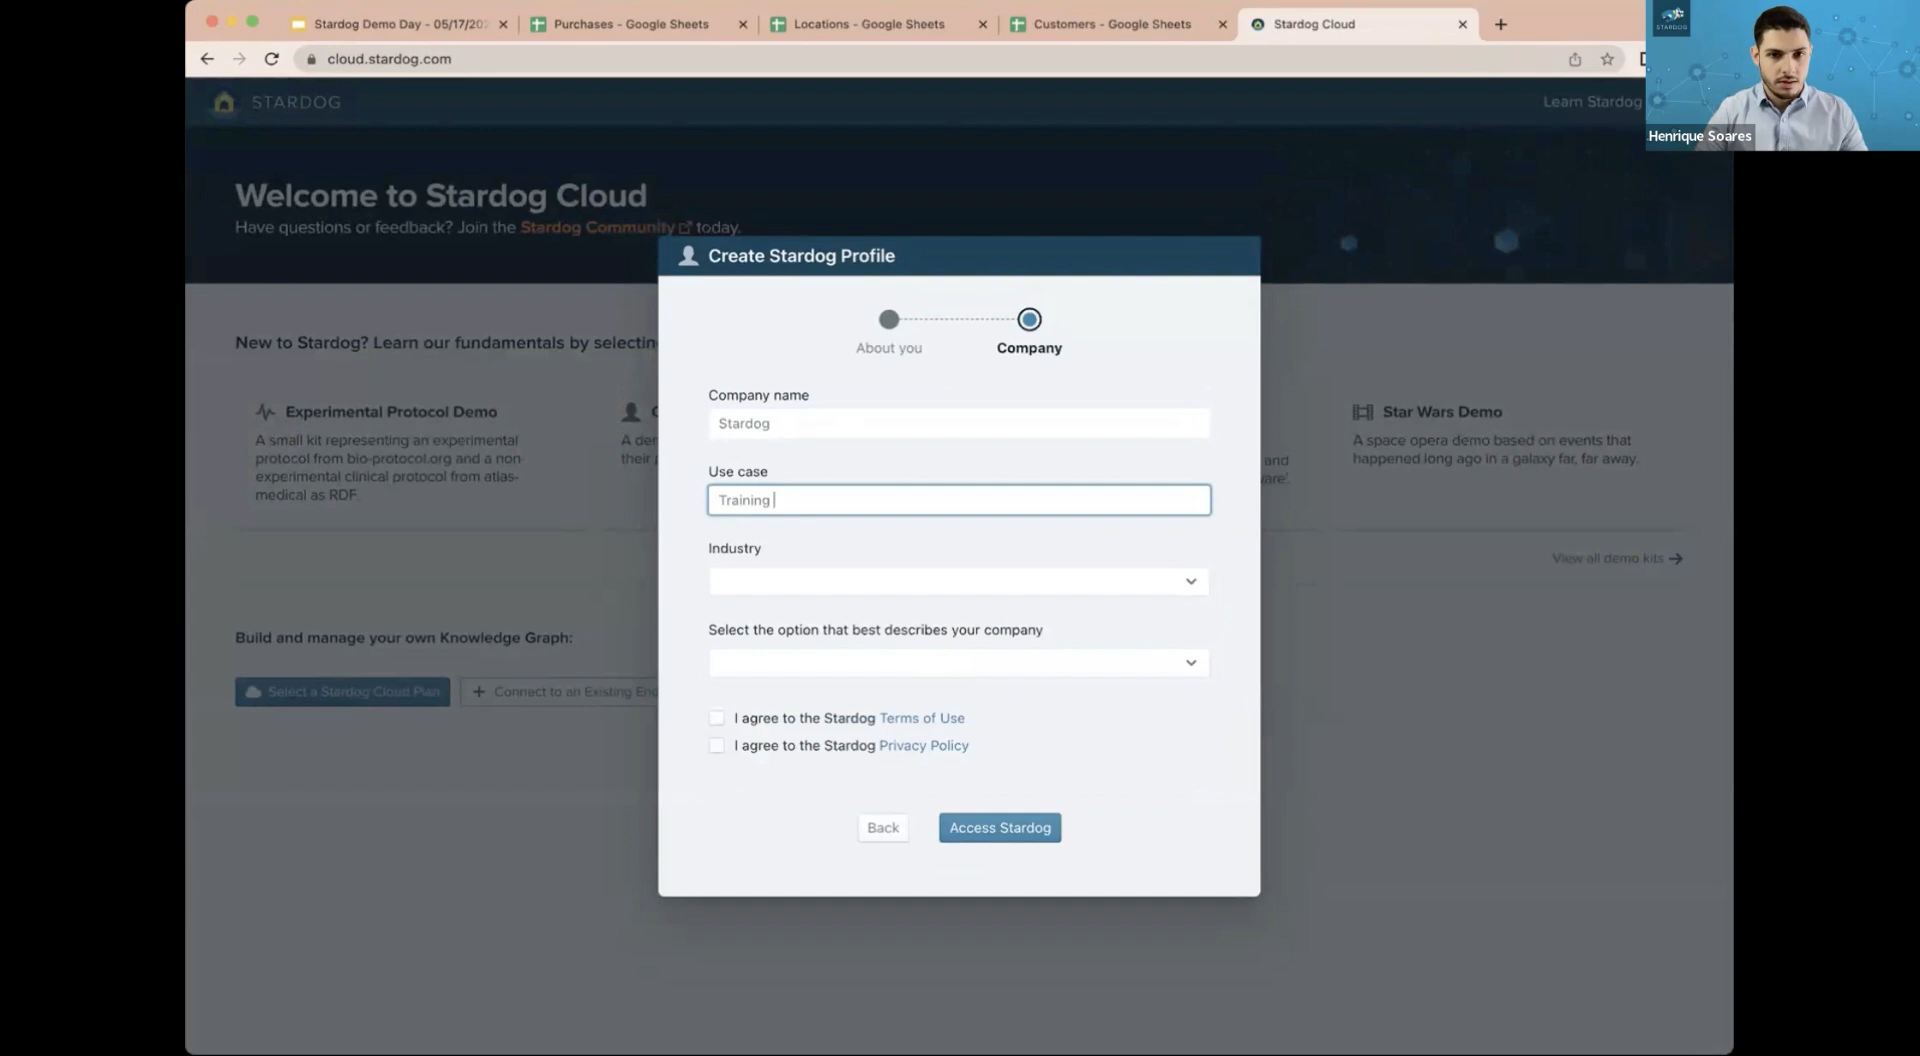 Stardog Demo Day - 05/17/20
Purchases - Google Sheets
Locations - Google Sheets
Customers - Google Sheets
Stardog Cloud
cloud.stardog.com
STARDOG
Learn Stardog
STARDOG
Henrique Soares
Welcome to Stardog Cloud
Have questions or feedback? Join the Stardog Community today.
Create Stardog Profile
About you
Company
New to Stardog? Learn our fundamentals by selectin
Experimental Protocol Demo
A small kit representing an experimental
protocol from bio-protocol.org and a non-
experimental clinical protocol from atlas-
medical as RDF.
A der
their
and
Star Wars Demo
A space opera demo based on events that
happened long ago in a galaxy far, far away.
View all demo kits
Company name
Stardog
Use case
Training
Industry
Select the option that best describes your company
Build and manage your own Knowledge Graph:
Select a Stardog Cloud Plan
Connect to an Existing En
I agree to the Stardog Terms of Use
I agree to the Stardog Privacy Policy
Back
Access Stardog